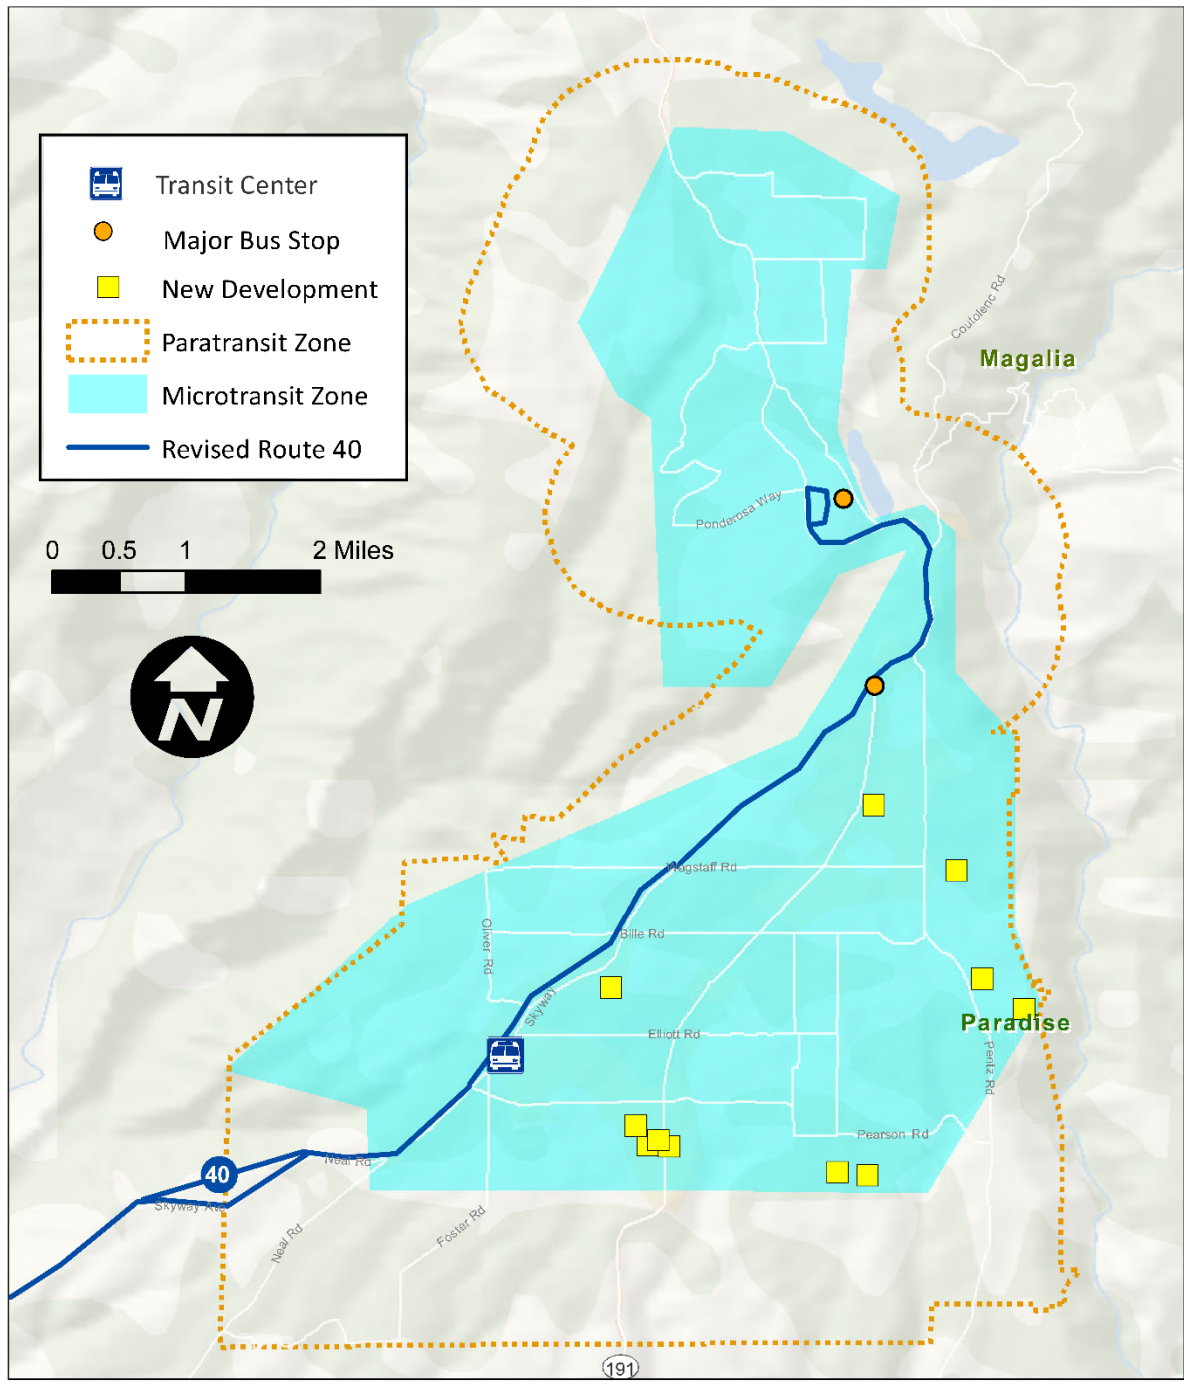 Transit Center
Major Bus Stop
New Development
Paratransit Zone
Microtransit Zone
Revised Route 40
0 0.5 1 2 Miles
N
Coutolenc Rd
Magalia
Ponderosa Way
Wagstaff Rd
Oliver Rd
Bille Rd
Skyway
Elliott Rd
Paradise
Pentz Rd
Pearson Rd
Neal Rd
40
Skyway
Neal Rd
Foster Rd
191